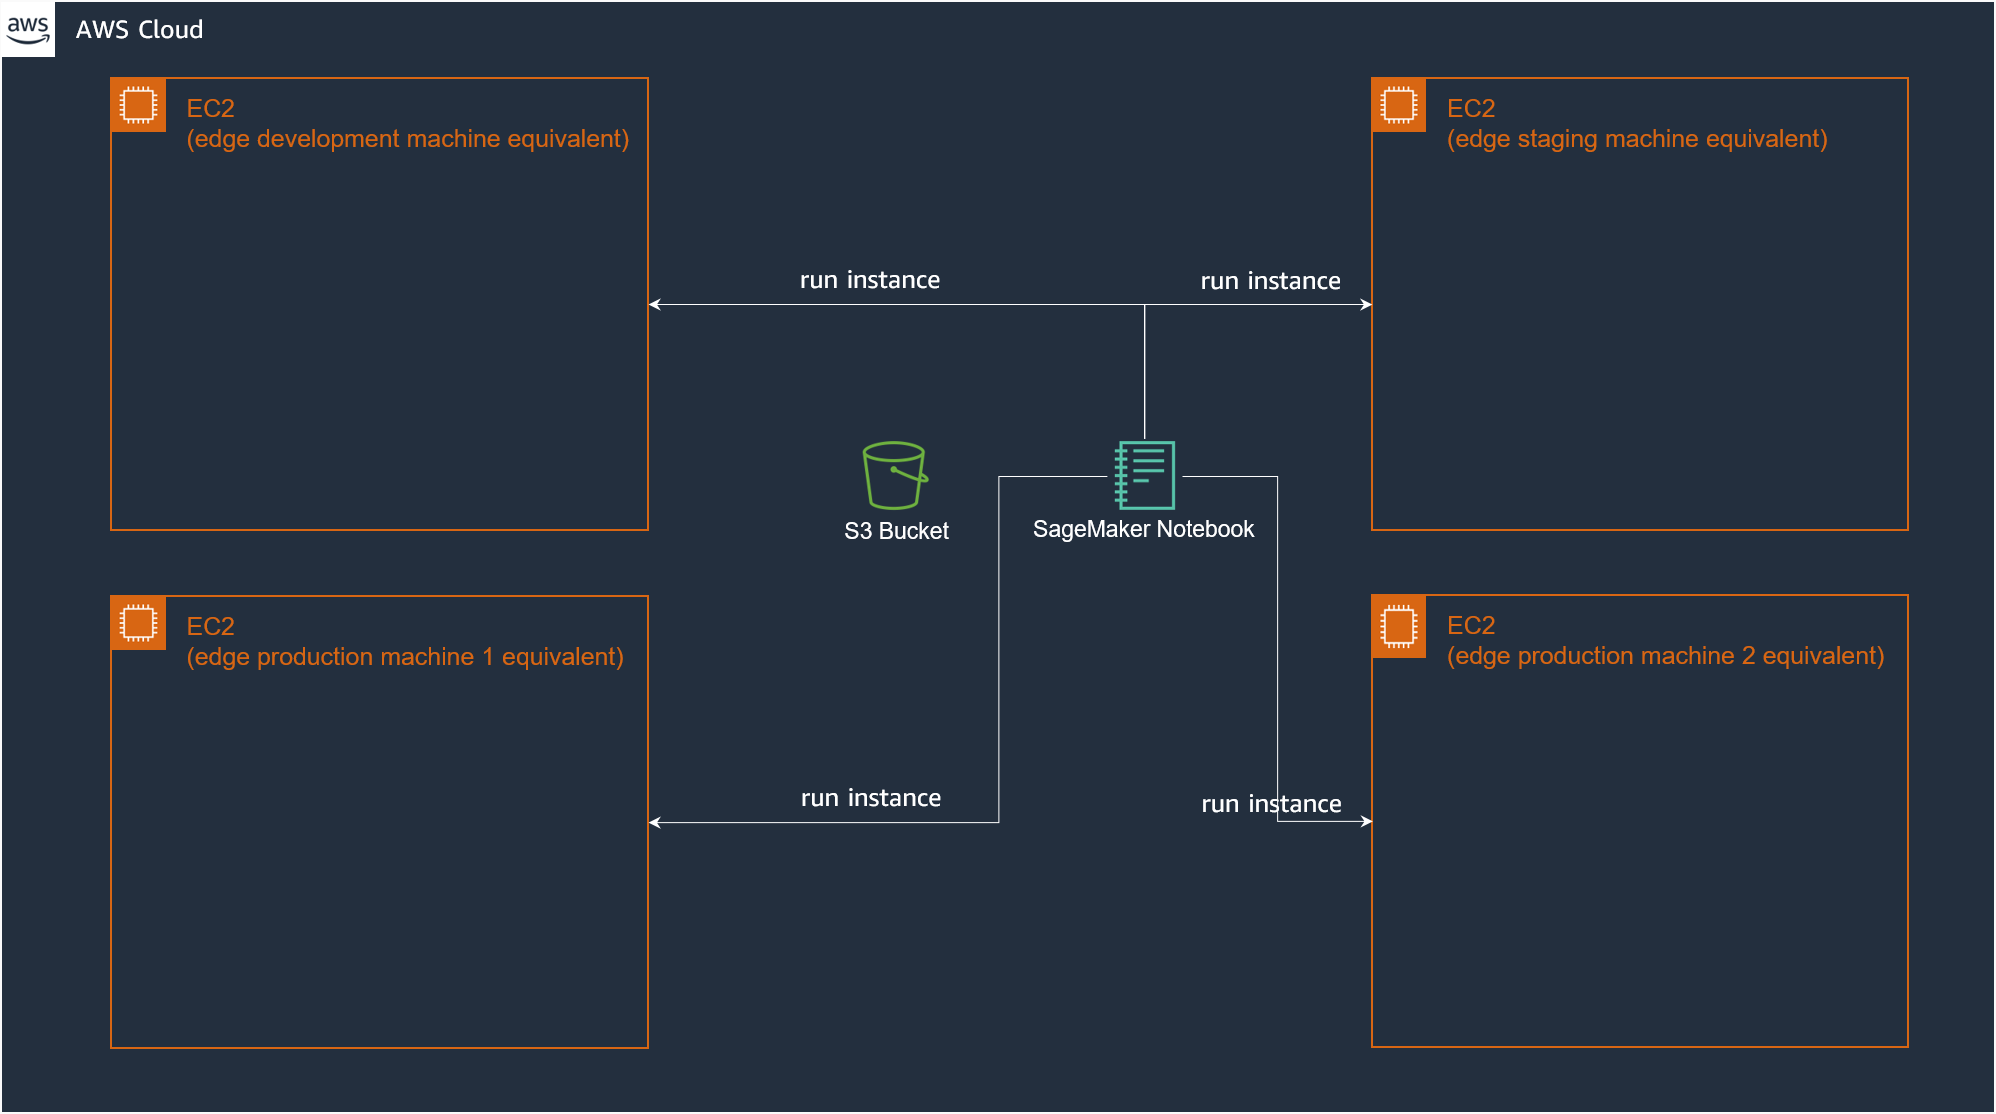 aws
AWS Cloud
EC2
(edge development machine equivalent)
EC2
(edge staging machine equivalent)
run instance
run instance
S3 Bucket
SageMaker Notebook
EC2
(edge production machine 1 equivalent)
EC2
(edge production machine 2 equivalent)
run instance
run instance